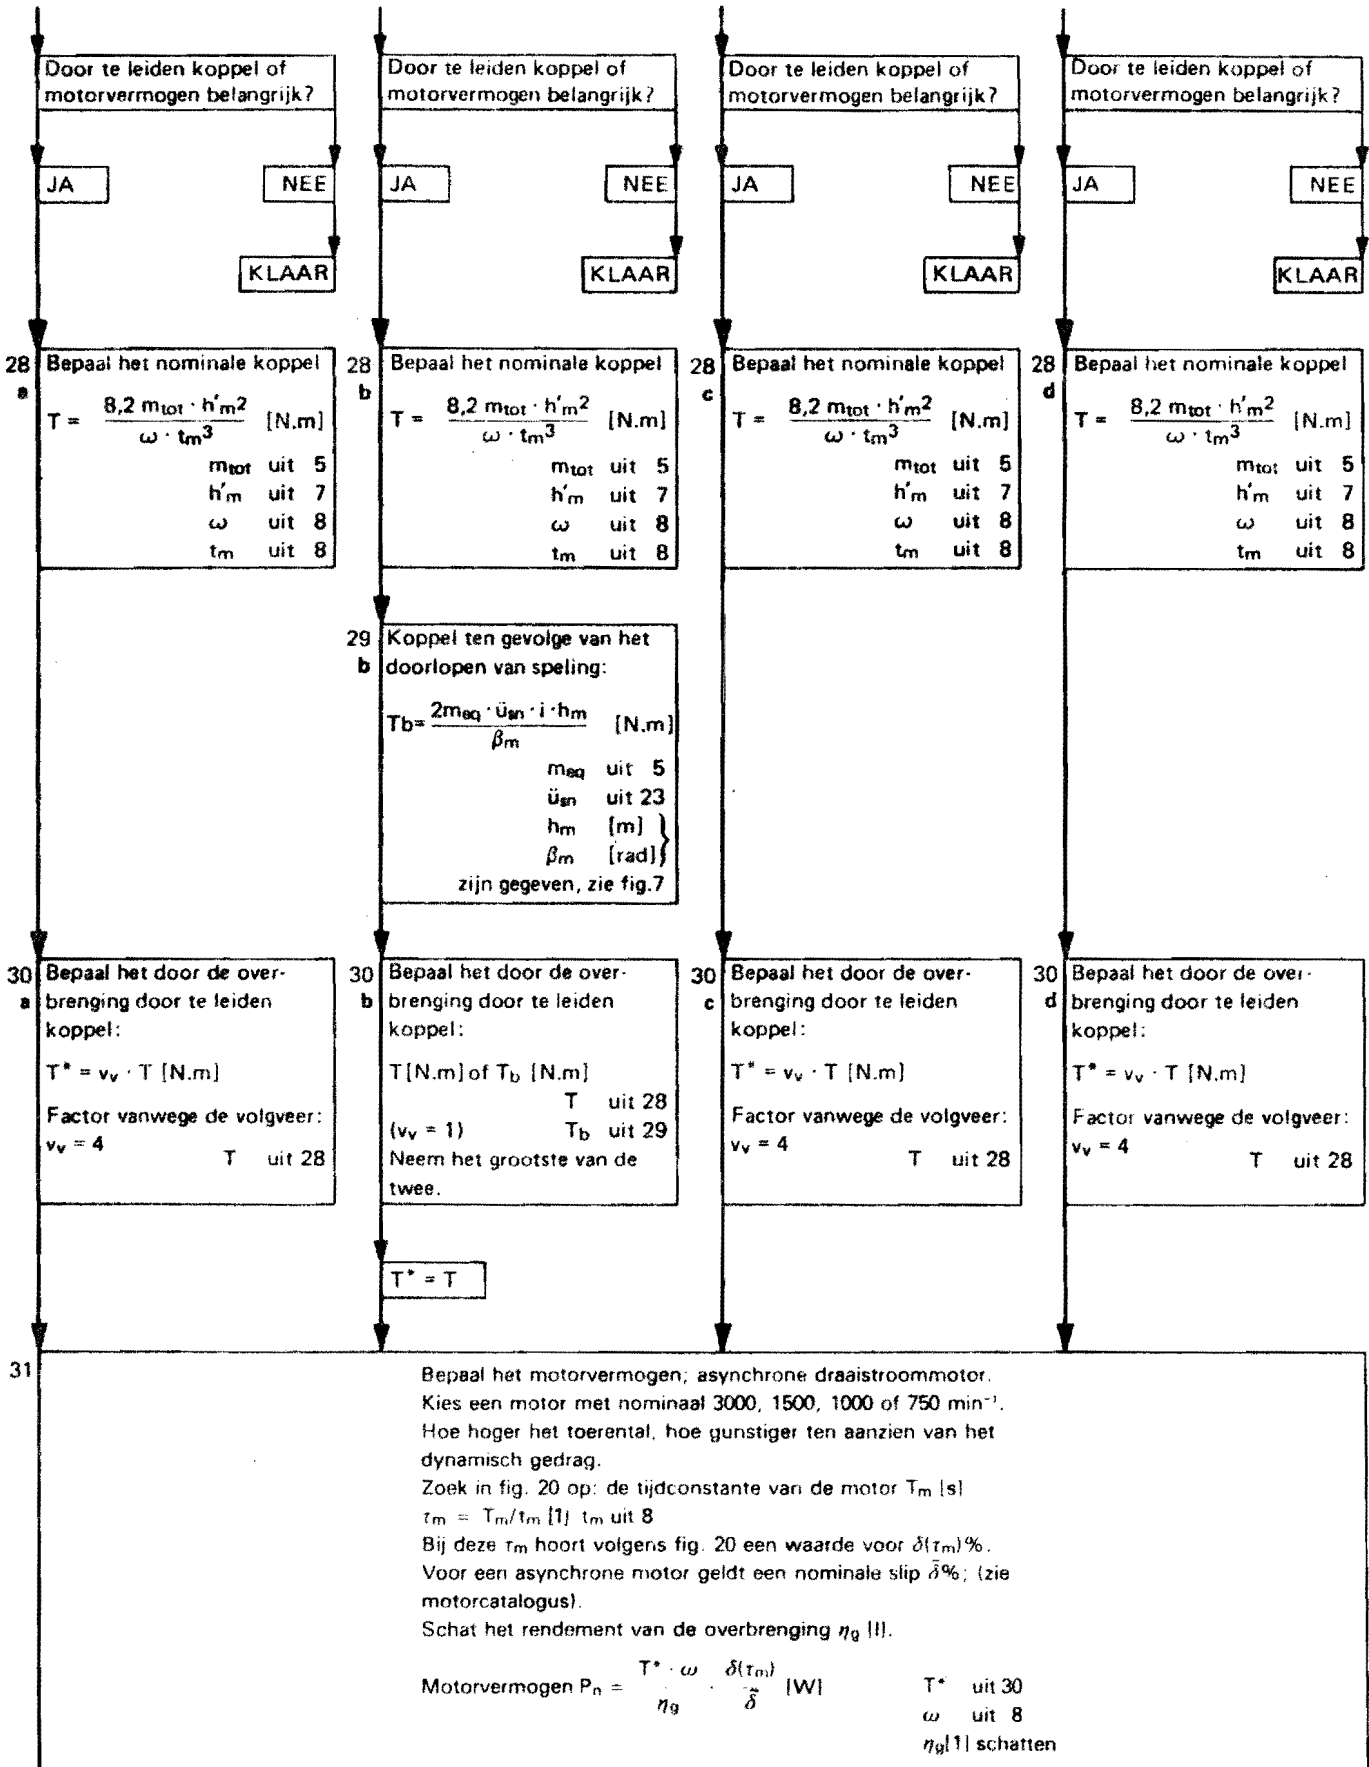 Door te leiden koppel of
motorvermogen belangrijk?
JA
NEE
KLAAR
Door te leiden koppel of
motorvermogen belangrijk?
JA
NEE
KLAAR
Door te leiden koppel of
motorvermogen belangrijk?
JA
NEE
KLAAR
Door te leiden koppel of
motorvermogen belangrijk?
JA
NEE
KLAAR
28 a
Bepaal het nominale koppel
T = 8,2 m_tot · h'm² / ω · tm³ [N.m]
m_tot uit 5
h'm uit 7
ω uit 8
tm uit 8
28 b
Bepaal het nominale koppel
T = 8,2 m_tot · h'm² / ω · tm³ [N.m]
m_tot uit 5
h'm uit 7
ω uit 8
tm uit 8
28 c
Bepaal het nominale koppel
T = 8,2 m_tot · h'm² / ω · tm³ [N.m]
m_tot uit 5
h'm uit 7
ω uit 8
tm uit 8
28 d
Bepaal het nominale koppel
T = 8,2 m_tot · h'm² / ω · tm³ [N.m]
m_tot uit 5
h'm uit 7
ω uit 8
tm uit 8
29 b
Koppel ten gevolge van het
doorlopen van speling:
Tb= 2m_eq · ü_sn · i · hm / βm [N.m]
m_eq uit 5
ü_sn uit 23
hm [m] }
βm [rad] }
zijn gegeven, zie fig.7
30 a
Bepaal het door de over-
brenging door te leiden
koppel:
T* = vv · T [N.m]
Factor vanwege de volgveer:
vv = 4
T uit 28
30 b
Bepaal het door de over-
brenging door te leiden
koppel:
T[N.m] of Tb [N.m]
T uit 28
(vv = 1) Tb uit 29
Neem het grootste van de
twee.
T* = T
30 c
Bepaal het door de over-
brenging door te leiden
koppel:
T* = vv · T [N.m]
Factor vanwege de volgveer:
vv = 4
T uit 28
30 d
Bepaal het door de over-
brenging door te leiden
koppel:
T* = vv · T [N.m]
Factor vanwege de volgveer:
vv = 4
T uit 28
31
Bepaal het motorvermogen; asynchrone draaistroommotor.
Kies een motor met nominaal 3000, 1500, 1000 of 750 min⁻¹.
Hoe hoger het toerental, hoe gunstiger ten aanzien van het
dynamisch gedrag.
Zoek in fig. 20 op: de tijdconstante van de motor Tm [s]
τm = Tm/tm [1] tm uit 8
Bij deze τm hoort volgens fig. 20 een waarde voor δ(τm)%.
Voor een asynchrone motor geldt een nominale slip δ̄%; (zie
motorcatalogus).
Schat het rendement van de overbrenging ηg [l].
Motorvermogen Pn = T* · ω / ηg · δ(τm) / δ̄ [W]
T* uit 30
ω uit 8
ηg[1] schatten